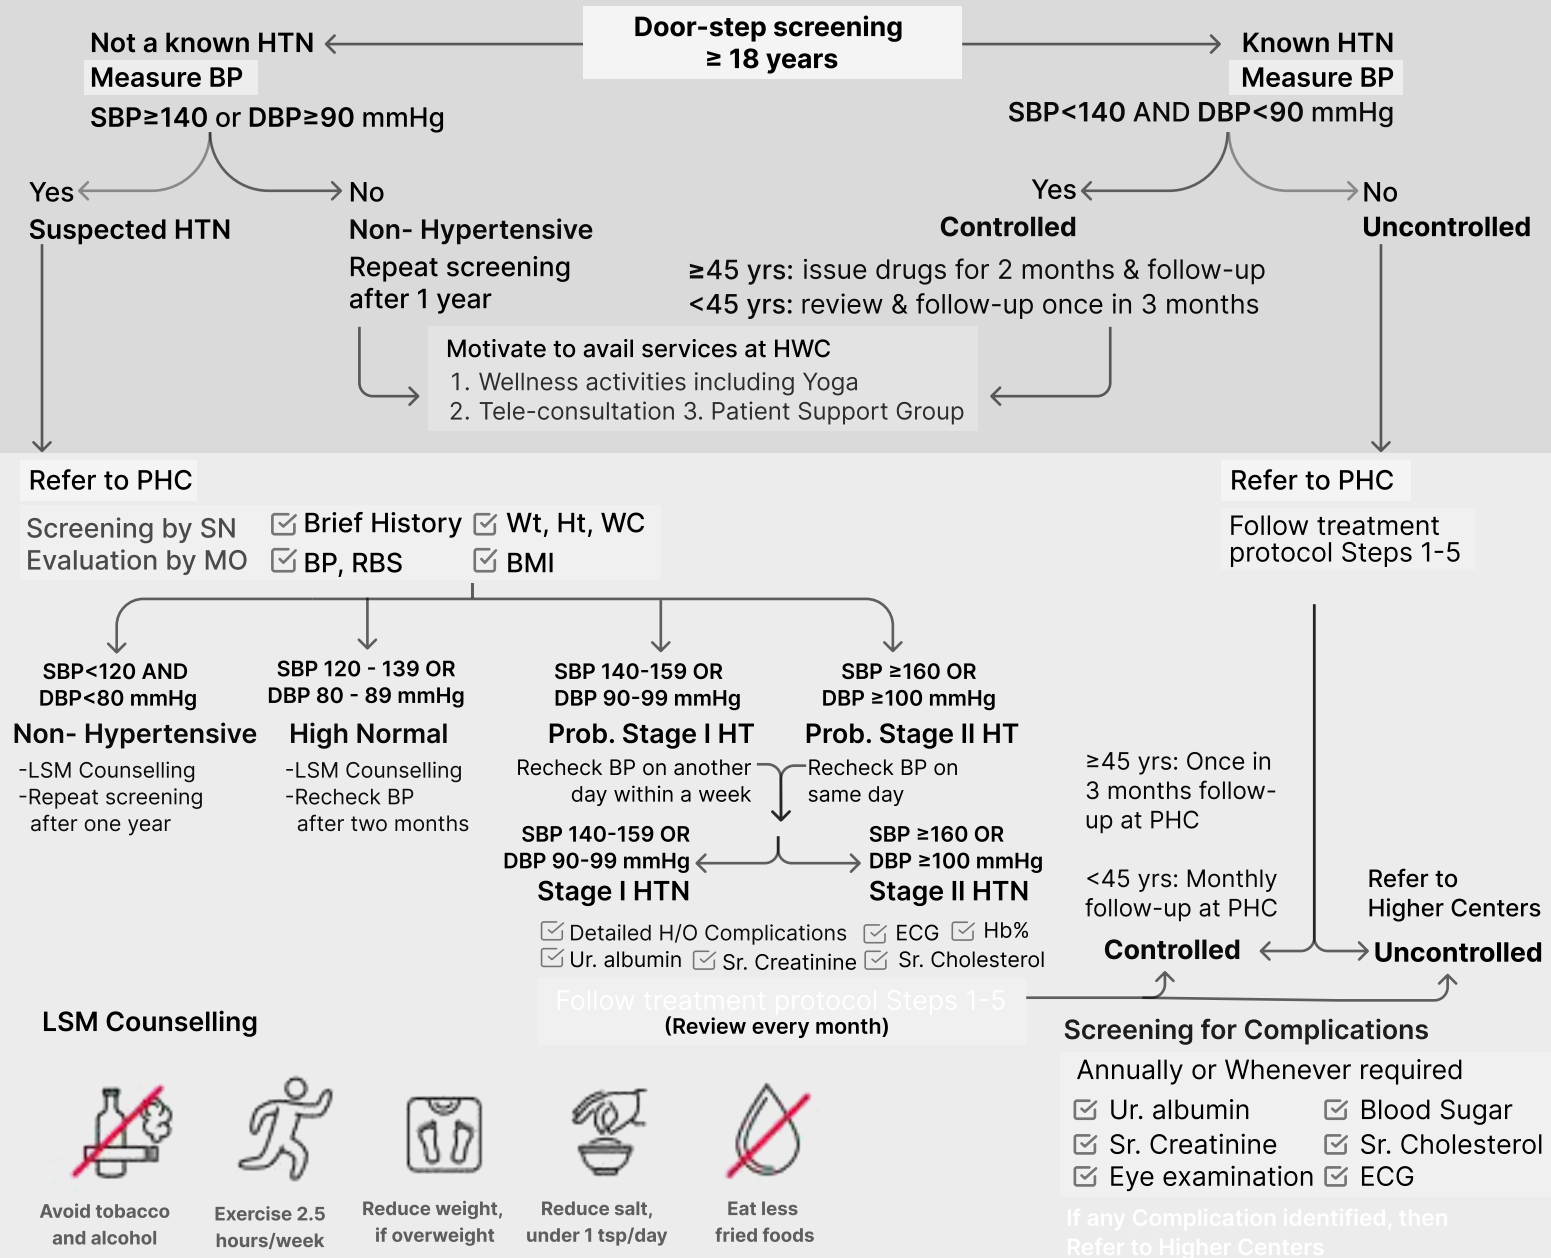 Door-step screening
≥ 18 years
Not a known HTN
Measure BP
SBP≥140 or DBP≥90 mmHg
Known HTN
Measure BP
SBP<140 AND DBP<90 mmHg
Yes
Suspected HTN
No
Non- Hypertensive
Repeat screening
after 1 year
Yes
Controlled
≥45 yrs: issue drugs for 2 months & follow-up
<45 yrs: review & follow-up once in 3 months
No
Uncontrolled
Motivate to avail services at HWC
1. Wellness activities including Yoga
2. Tele-consultation 3. Patient Support Group
Refer to PHC
Screening by SN
Evaluation by MO
Brief History
Wt, Ht, WC
BP, RBS
BMI
Refer to PHC
Follow treatment
protocol Steps 1-5
SBP<120 AND
DBP<80 mmHg
Non- Hypertensive
-LSM Counselling
-Repeat screening
after one year
SBP 120 - 139 OR
DBP 80 - 89 mmHg
High Normal
-LSM Counselling
-Recheck BP
after two months
SBP 140-159 OR
DBP 90-99 mmHg
Prob. Stage I HT
Recheck BP on another
day within a week
SBP ≥160 OR
DBP ≥100 mmHg
Prob. Stage II HT
Recheck BP on
same day
SBP 140-159 OR
DBP 90-99 mmHg
Stage I HTN
SBP ≥160 OR
DBP ≥100 mmHg
Stage II HTN
Detailed H/O Complications
ECG
Hb%
Ur. albumin
Sr. Creatinine
Sr. Cholesterol
Follow treatment protocol Steps 1-5
(Review every month)
≥45 yrs: Once in
3 months follow-
up at PHC
<45 yrs: Monthly
follow-up at PHC
Controlled
Refer to
Higher Centers
Uncontrolled
Screening for Complications
Annually or Whenever required
Ur. albumin
Blood Sugar
Sr. Creatinine
Sr. Cholesterol
Eye examination
ECG
If any Complication identified, then
Refer to Higher Centers
LSM Counselling
Avoid tobacco
and alcohol
Exercise 2.5
hours/week
Reduce weight,
if overweight
Reduce salt,
under 1 tsp/day
Eat less
fried foods